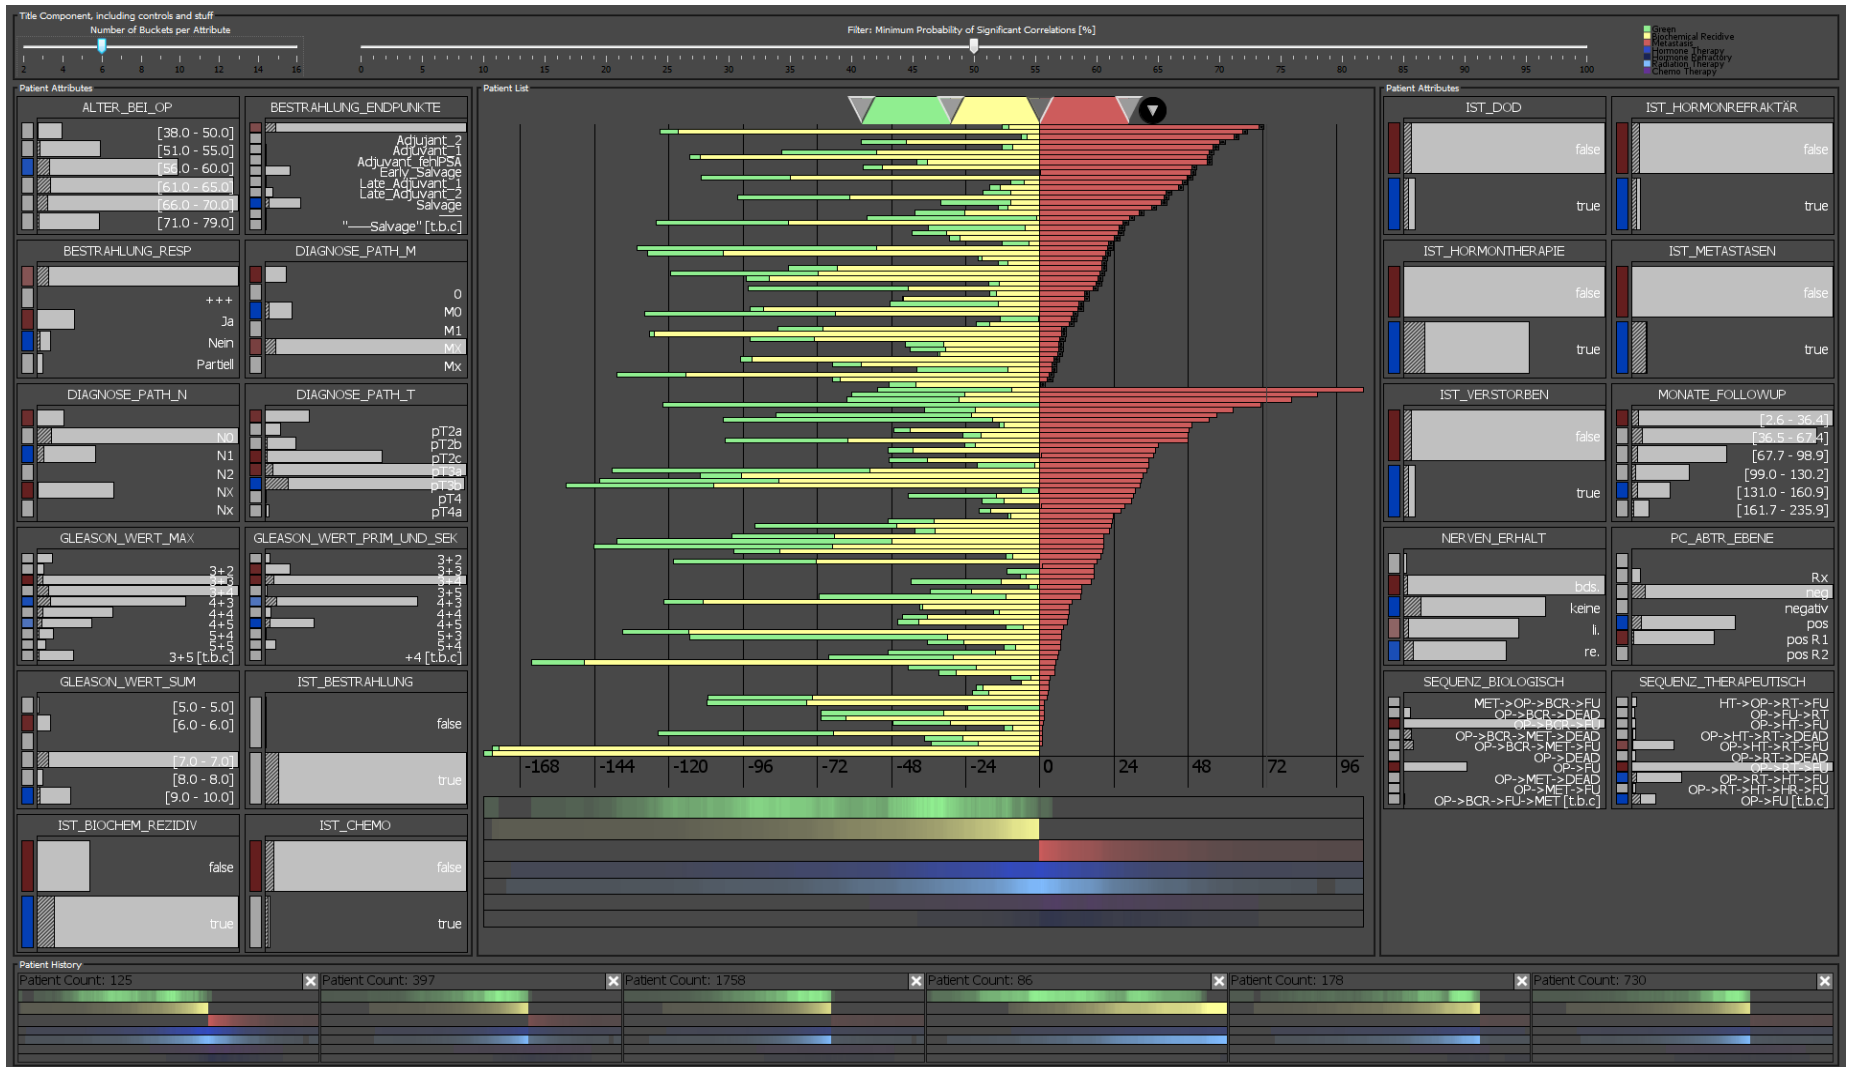 Title Component, including controls and stuff
Number of Buckets per Attribute
2 4 6 8 10 12 14 16
Filter: Minimum Probability of Significant Correlations [%]
0 5 10 15 20 25 30 35 40 45 50 55 60 65 70 75 80 85 90 95 100
Green
Biochemical Recidive
Metastasis
Hormone Therapy
Hormone Refractory
Radiation Therapy
Chemo Therapy
Patient Attributes
ALTER_BEI_OP
[38.0 - 50.0]
[51.0 - 55.0]
[56.0 - 60.0]
[61.0 - 65.0]
[66.0 - 70.0]
[71.0 - 79.0]
BESTRAHLUNG_ENDPUNKTE
Adjujant_2
Adjuvant_1
Adjuvant_fehlPSA
Early_Salvage
Late_Adjuvant_1
Late_Adjuvant_2
Salvage
"-----Salvage" [t.b.c]
BESTRAHLUNG_RESP
+++
Ja
Nein
Partiell
DIAGNOSE_PATH_M
0
M0
M1
MX
Mx
DIAGNOSE_PATH_N
N0
N1
N2
NX
Nx
DIAGNOSE_PATH_T
pT2a
pT2b
pT2c
pT3a
pT3b
pT4
pT4a
GLEASON_WERT_MAX
3+2
3+3
3+4
4+3
4+4
4+5
5+4
5+5
3+5 [t.b.c]
GLEASON_WERT_PRIM_UND_SEK
3+2
3+3
3+4
3+5
4+3
4+4
4+5
5+3
5+4
+4 [t.b.c]
GLEASON_WERT_SUM
[5.0 - 5.0]
[6.0 - 6.0]
[7.0 - 7.0]
[8.0 - 8.0]
[9.0 - 10.0]
IST_BESTRAHLUNG
false
true
IST_BIOCHEM_REZIDIV
false
true
IST_CHEMO
false
true
Patient List
-168 -144 -120 -96 -72 -48 -24 0 24 48 72 96
Patient Attributes
IST_DOD
false
true
IST_HORMONREFRAKTÄR
false
true
IST_HORMONTHERAPIE
false
true
IST_METASTASEN
false
true
IST_VERSTORBEN
false
true
MONATE_FOLLOWUP
[2.6 - 36.4]
[36.5 - 67.4]
[67.7 - 98.9]
[99.0 - 130.2]
[131.0 - 160.9]
[161.7 - 235.9]
NERVEN_ERHALT
bds.
keine
li.
re.
PC_ABTR_EBENE
Rx
neg
negativ
pos
pos R1
pos R2
SEQUENZ_BIOLOGISCH
MET->OP->BCR->FU
OP->BCR->DEAD
OP->BCR->FU
OP->BCR->MET->DEAD
OP->BCR->MET->FU
OP->DEAD
OP->FU
OP->MET->DEAD
OP->MET->FU
OP->BCR->FU->MET [t.b.c]
SEQUENZ_THERAPEUTISCH
HT->OP->RT->FU
OP->FU->RT
OP->HT->FU
OP->HT->RT->DEAD
OP->HT->RT->FU
OP->RT->DEAD
OP->RT->FU
OP->RT->HT->FU
OP->RT->HT->HR->FU
OP->FU [t.b.c]
Patient History
Patient Count: 125
Patient Count: 397
Patient Count: 1758
Patient Count: 86
Patient Count: 178
Patient Count: 730